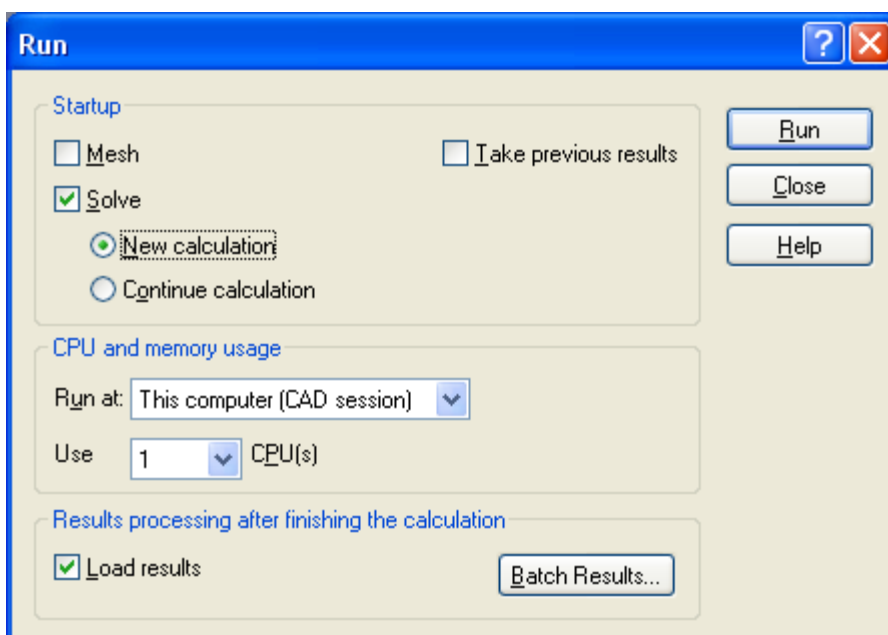 Run
Startup
Mesh
Take previous results
Solve
New calculation
Continue calculation
Run
Close
Help
CPU and memory usage
Run at: This computer (CAD session)
Use 1 CPU(s)
Results processing after finishing the calculation
Load results
Batch Results...